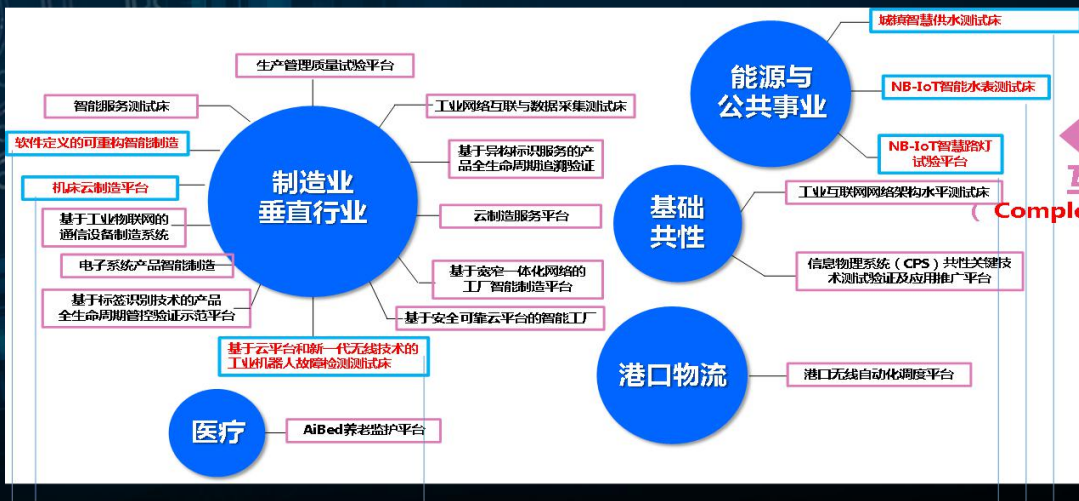 生产管理质量试验平台
智能服务测试床
软件定义的可重构智能制造
机床云制造平台
基于工业物联网的
通信设备制造系统
电子系统产品智能制造
基于标签识别技术的产品
全生命周期管控验证示范平台
基于云平台和新一代无线技术的
工业机器人故障检测测试床
制造业
垂直行业
工业网络互联与数据采集测试床
基于异构标识服务的产
品全生命周期追溯验证
云制造服务平台
基于宽窄一体化网络的
工厂智能制造平台
基于安全可靠云平台的智能工厂
医疗
AiBed养老监护平台
能源与
公共事业
城镇智慧供水测试床
NB-IoT智能水表测试床
NB-IoT智慧路灯
试验平台
基础
共性
工业互联网网络架构水平测试床
信息物理系统（CPS）共性关键技
术测试验证及应用推广平台
港口物流
港口无线自动化调度平台
（Comple